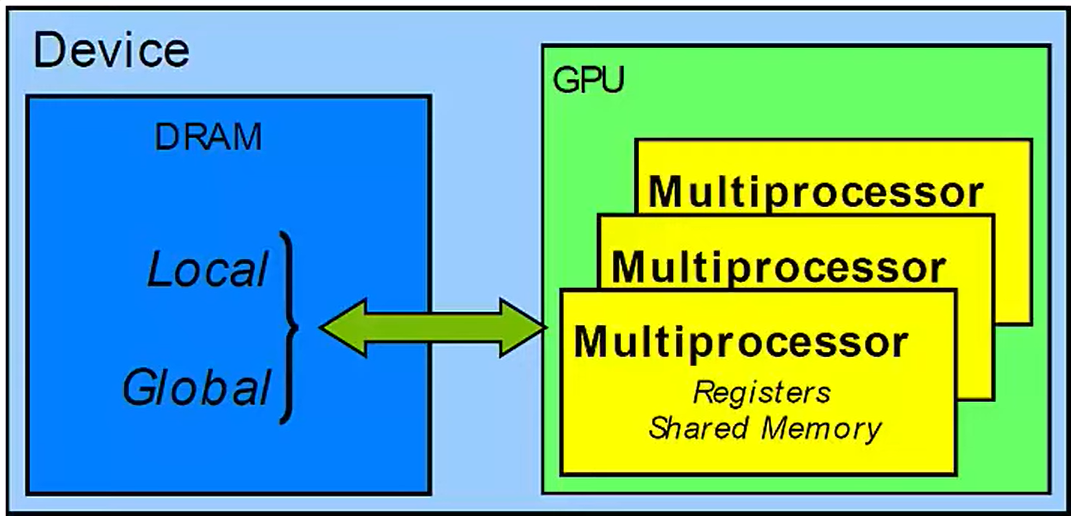 Device
DRAM
Local
Global
GPU
Multiprocessor
Multiprocessor
Multiprocessor
Registers
Shared Memory